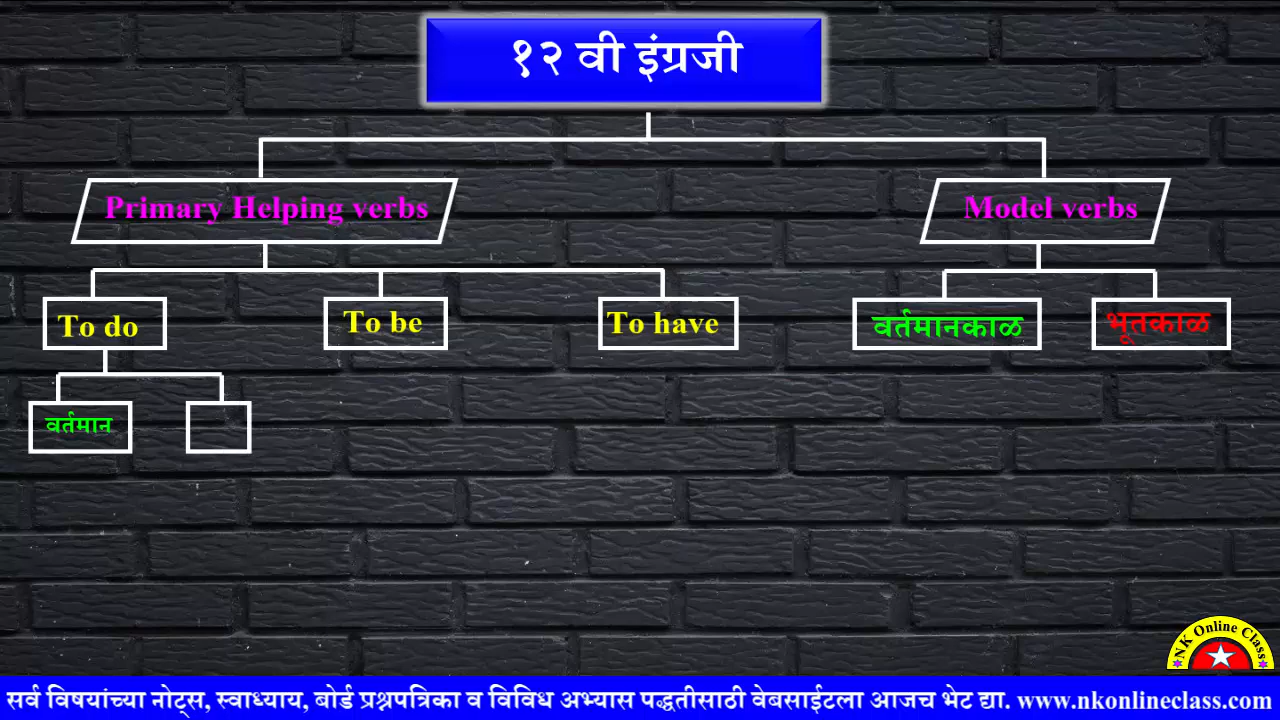 १२ वी इंग्रजी
Primary Helping verbs
Model verbs
To do
To be
To have
वर्तमानकाळ
भूतकाळ
वर्तमान
NK Online Class
सर्व विषयांच्या नोट्स, स्वाध्याय, बोर्ड प्रश्नपत्रिका व विविध अभ्यास पद्धतीसाठी वेबसाईटला आजच भेट द्या. www.nkonlineclass.com